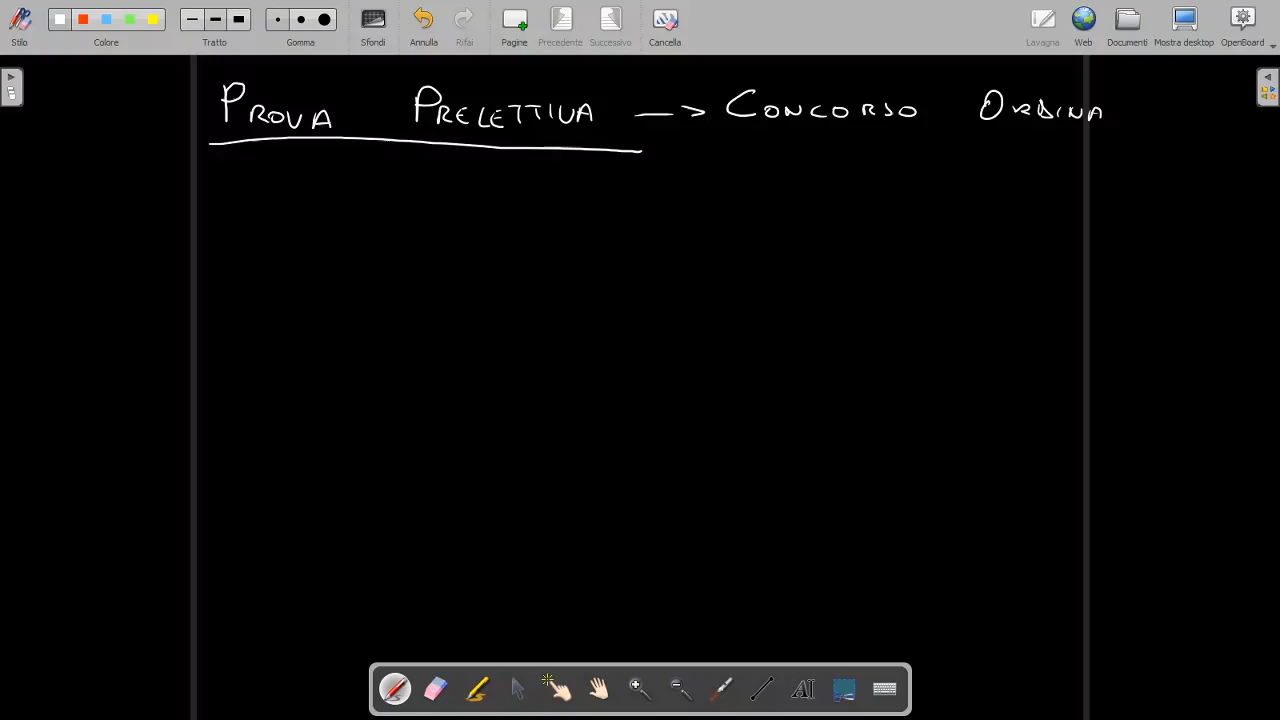 Stilo Colore Tratto Gomma Sfondi Annulla Rifai Pagine Precedente Successivo Cancella Lavagna Web Documenti Mostra desktop OpenBoard
PROVA PRELETTIVA —> CONCORSO ORDINA
AI